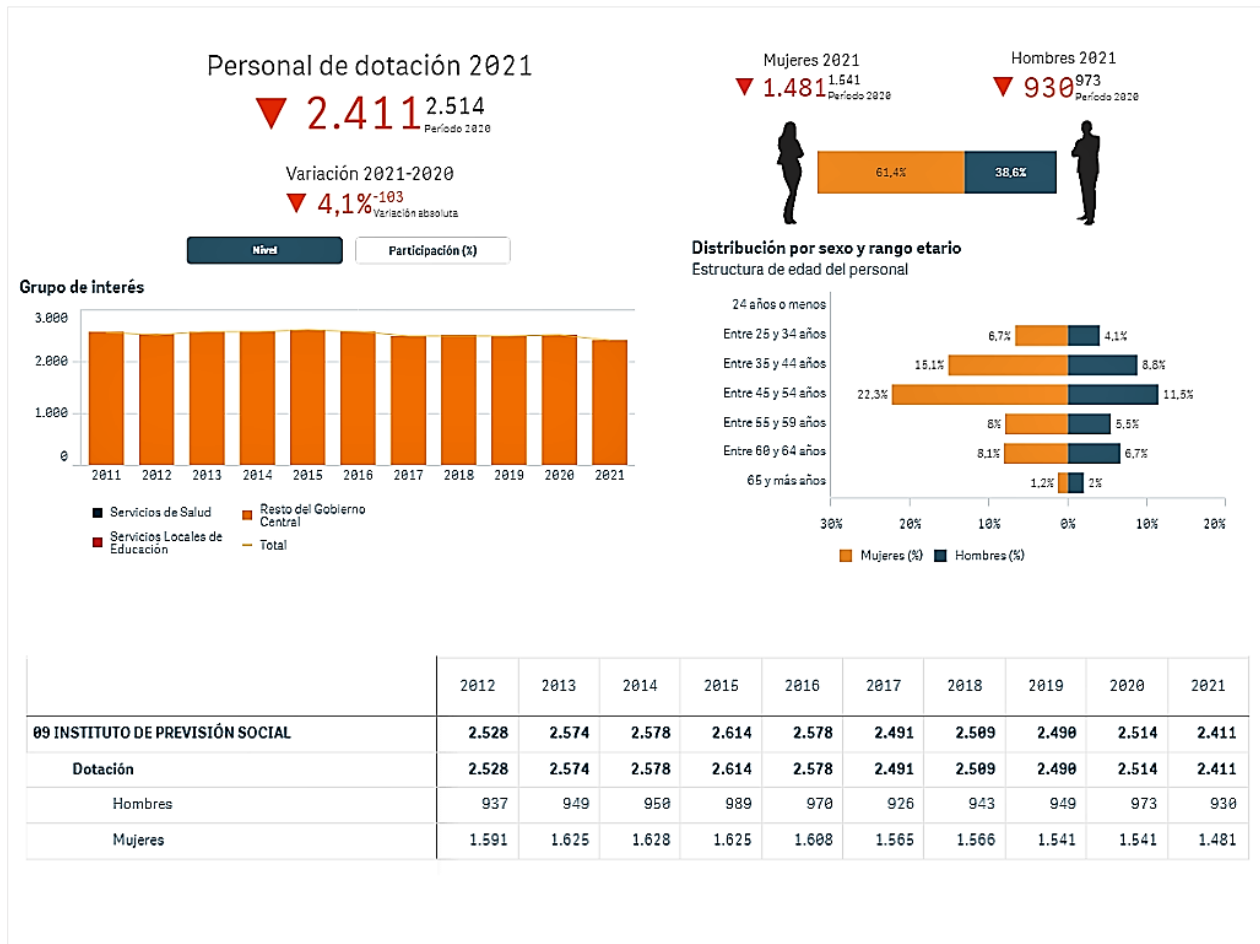 Personal de dotación 2021
▼ 2.411 2.514
Período 2020
Variación 2021-2020
▼ 4,1% -103
Variación absoluta
Nivel
Participación (%)
Grupo de interés
3.000
2.000
1.000
0
2011 2012 2013 2014 2015 2016 2017 2018 2019 2020 2021
Servicios de Salud
Resto del Gobierno
Central
Servicios Locales de
Educación
Total
Mujeres 2021
▼ 1.481 1.541
Período 2020
Hombres 2021
▼ 930 973
Período 2020
61,4% 38,6%
Distribución por sexo y rango etario
Estructura de edad del personal
24 años o menos
Entre 25 y 34 años 6,7% 4,1%
Entre 35 y 44 años 15,1% 8,8%
Entre 45 y 54 años 22,3% 11,5%
Entre 55 y 59 años 8% 5,5%
Entre 60 y 64 años 8,1% 6,7%
65 y más años 1,2% 2%
30% 20% 10% 0% 10% 20%
Mujeres (%) Hombres (%)
2012 2013 2014 2015 2016 2017 2018 2019 2020 2021
09 INSTITUTO DE PREVISIÓN SOCIAL 2.528 2.574 2.578 2.614 2.578 2.491 2.509 2.490 2.514 2.411
Dotación 2.528 2.574 2.578 2.614 2.578 2.491 2.509 2.490 2.514 2.411
Hombres 937 949 950 989 970 926 943 949 973 930
Mujeres 1.591 1.625 1.628 1.625 1.608 1.565 1.566 1.541 1.541 1.481